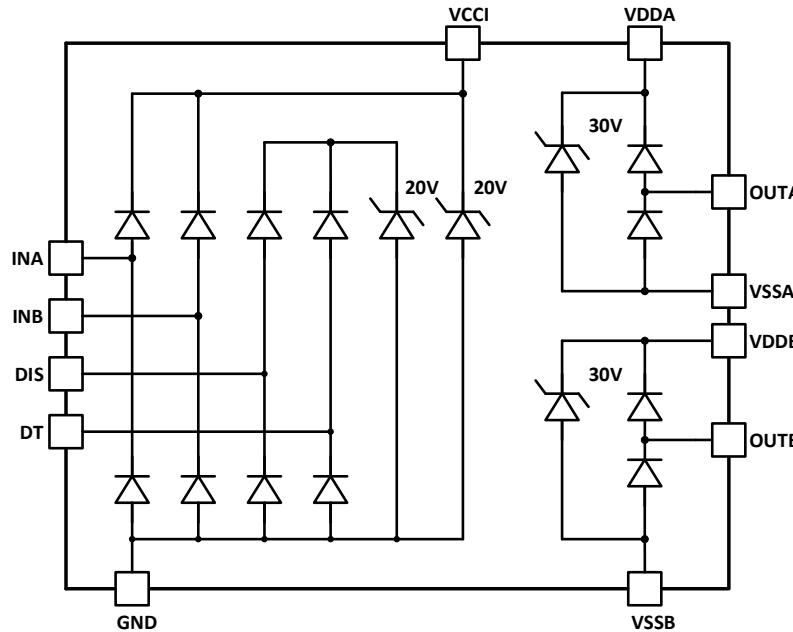 VCCI
VDDA
30V
20V
20V
OUTA
INA
VSSA
INB
VDDB
DIS
30V
DT
OUTB
GND
VSSB